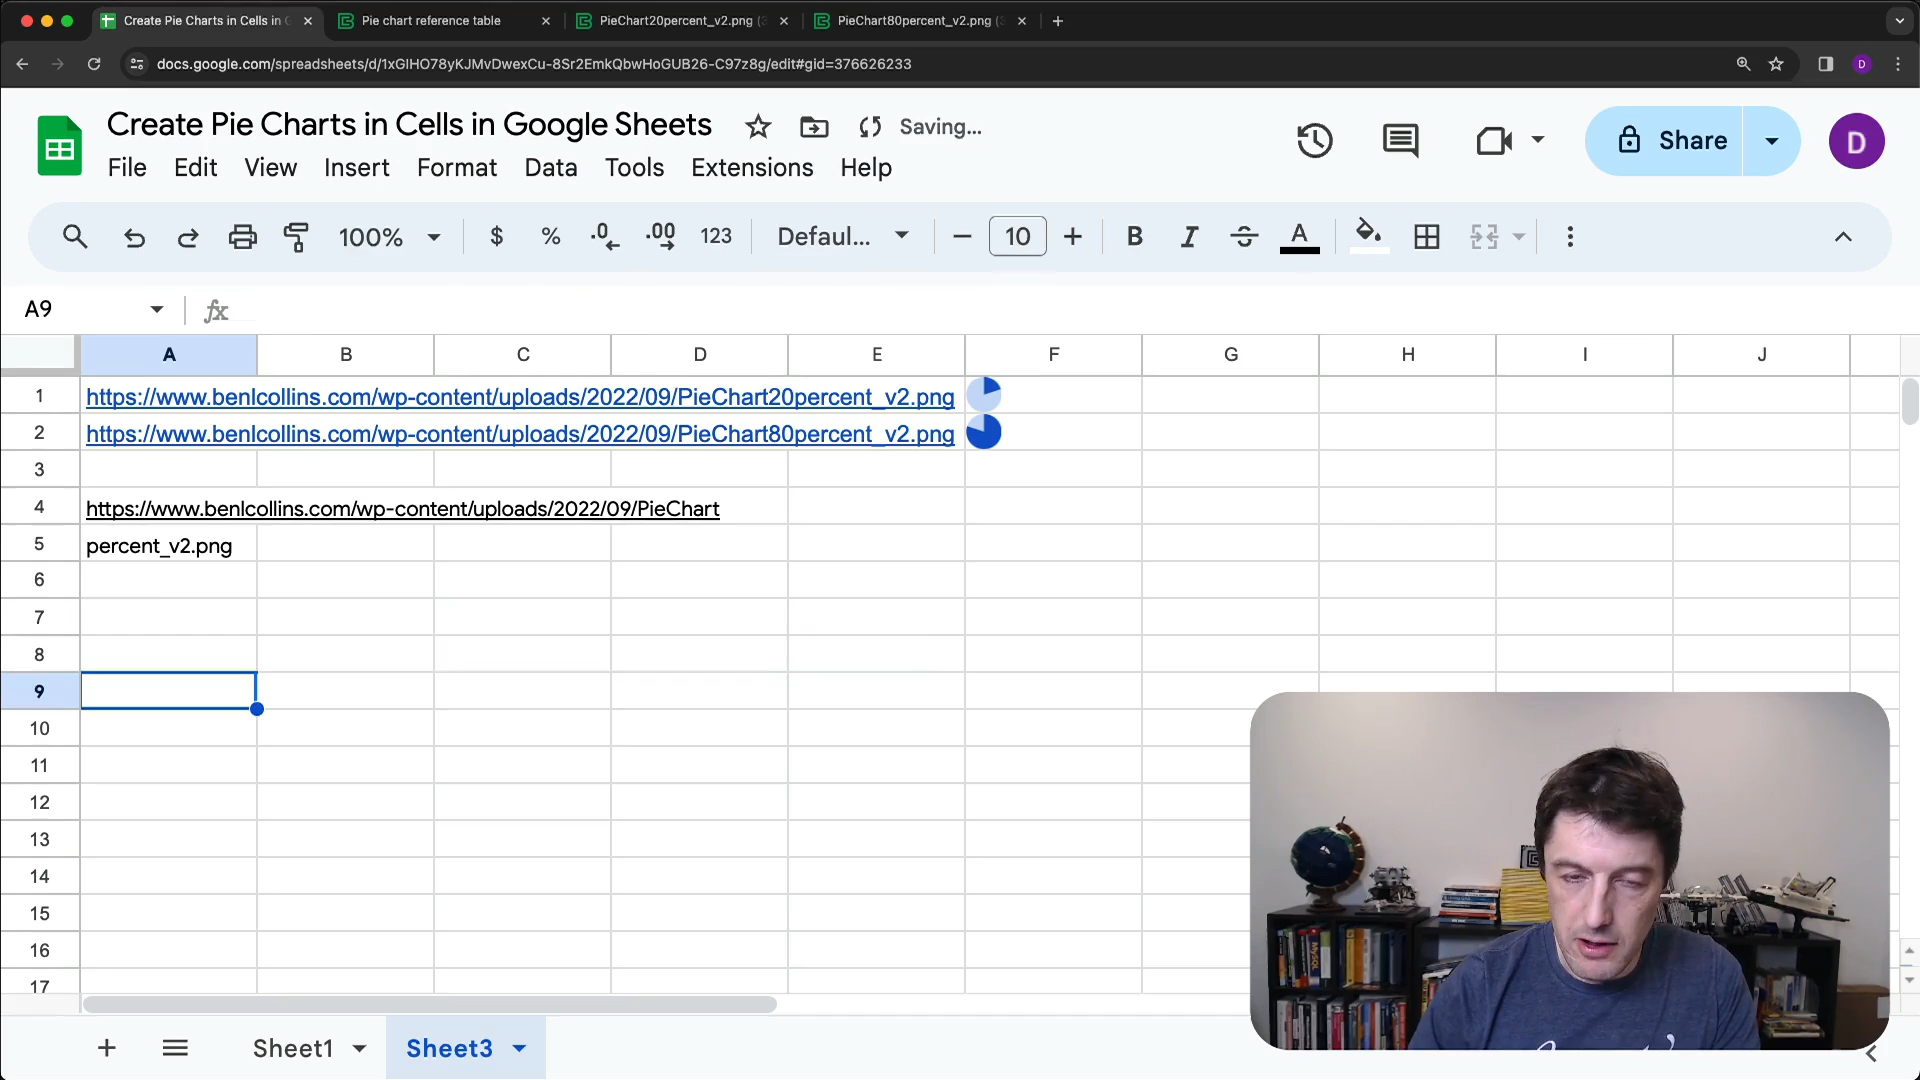 Create Pie Charts in Cells in G
Pie chart reference table
PieChart20percent_v2.png (3
PieChart80percent_v2.png (3
docs.google.com/spreadsheets/d/1xGIHO78yKJMvDwexCu-8Sr2EmkQbwHoGUB26-C97z8g/edit#gid=376626233
D
Create Pie Charts in Cells in Google Sheets
Saving...
File Edit View Insert Format Data Tools Extensions Help
Share
D
100% $ % .0 .00 123 Defaul... 10 B I S A
A9
fx
A B C D E F G H I J
1 https://www.benlcollins.com/wp-content/uploads/2022/09/PieChart20percent_v2.png
2 https://www.benlcollins.com/wp-content/uploads/2022/09/PieChart80percent_v2.png
3
4 https://www.benlcollins.com/wp-content/uploads/2022/09/PieChart
5 percent_v2.png
6
7
8
9
10
11
12
13
14
15
16
17
MySQL
Sheet1
Sheet3